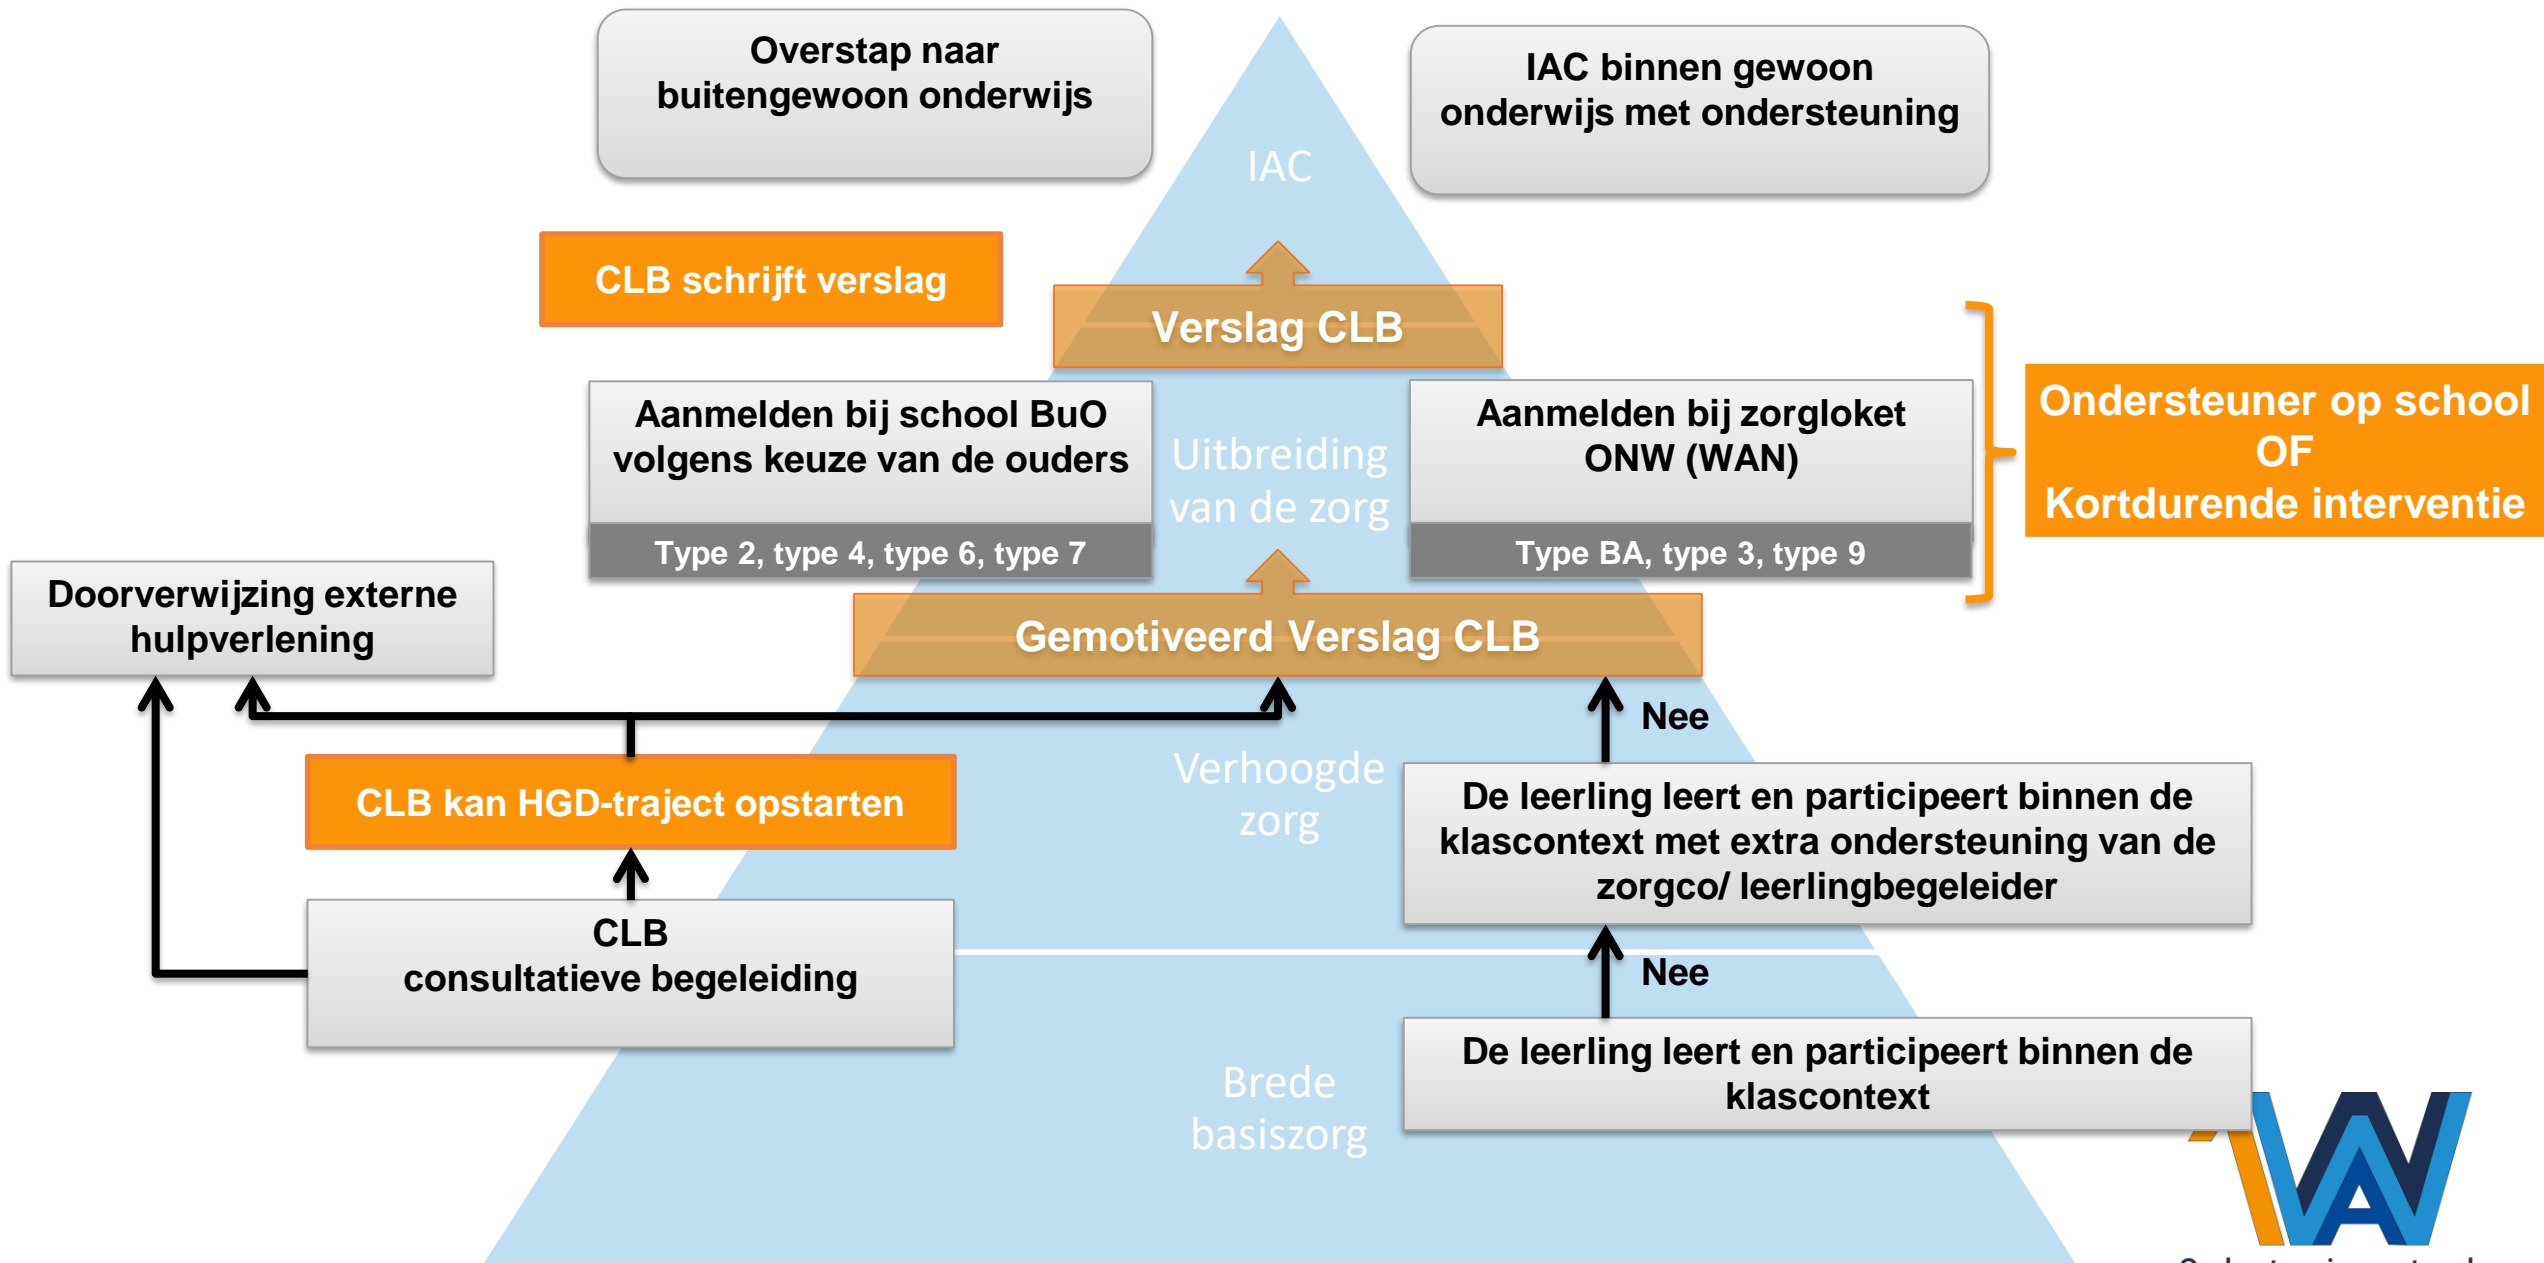 Overstap naar
buitengewoon onderwijs
IAC binnen gewoon
onderwijs met ondersteuning
IAC
CLB schrijft verslag
Verslag CLB
Aanmelden bij school BuO
volgens keuze van de ouders
Type 2, type 4, type 6, type 7
Uitbreiding
van de zorg
Aanmelden bij zorgloket
ONW (WAN)
Type BA, type 3, type 9
Ondersteuner op school
OF
Kortdurende interventie
Doorverwijzing externe
hulpverlening
Gemotiveerd Verslag CLB
Nee
CLB kan HGD-traject opstarten
Verhoogde
zorg
De leerling leert en participeert binnen de
klascontext met extra ondersteuning van de
zorgco/ leerlingbegeleider
CLB
consultatieve begeleiding
Nee
De leerling leert en participeert binnen de
klascontext
Brede
basiszorg
WAN